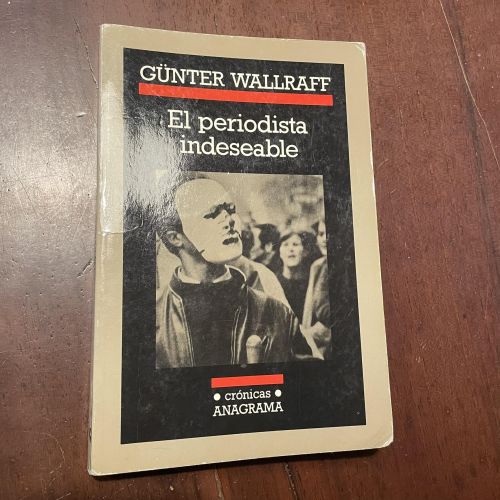 GÜNTER WALLRAFF
El periodista
indeseable
• crónicas •
ANAGRAMA